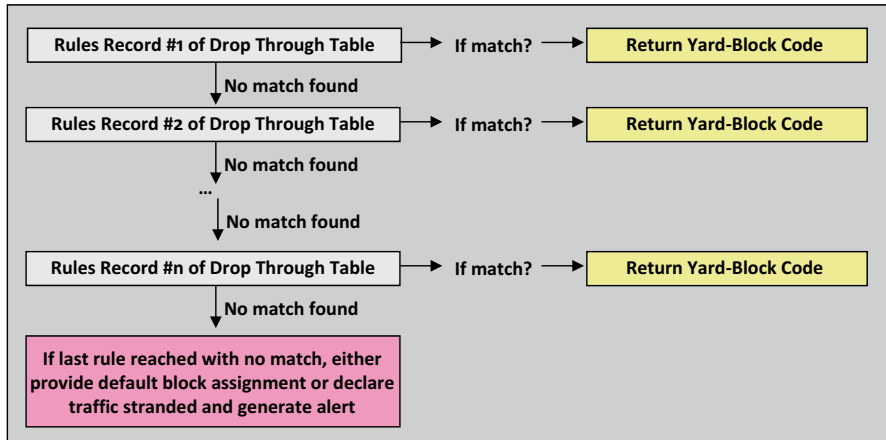 Rules Record #1 of Drop Through Table
If match?
Return Yard-Block Code
No match found
Rules Record #2 of Drop Through Table
If match?
Return Yard-Block Code
No match found
...
No match found
Rules Record #n of Drop Through Table
If match?
Return Yard-Block Code
No match found
If last rule reached with no match, either
provide default block assignment or declare
traffic stranded and generate alert